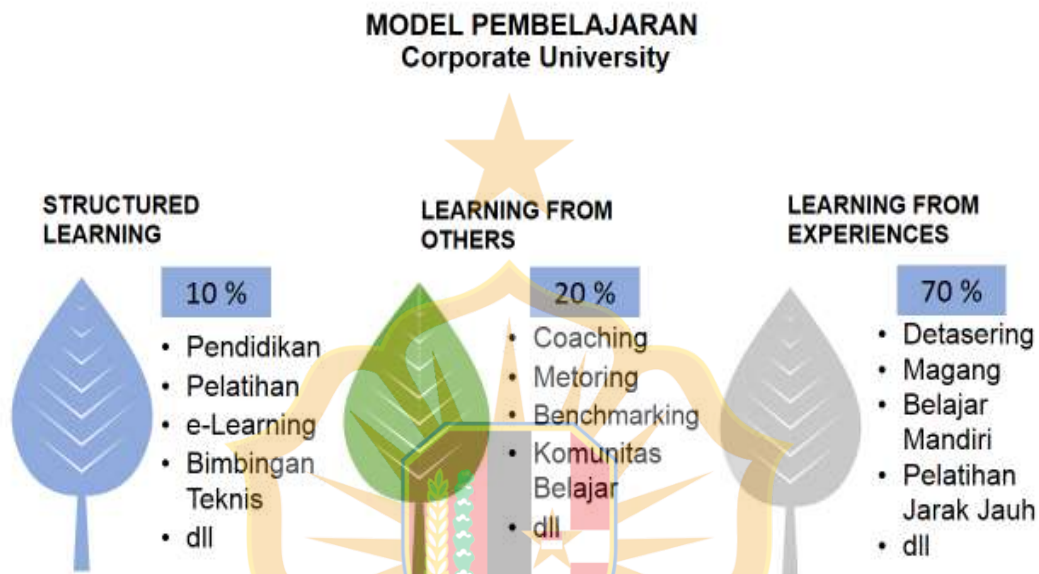 MODEL PEMBELAJARAN
Corporate University
STRUCTURED
LEARNING
10 %
• Pendidikan
• Pelatihan
• e-Learning
• Bimbingan
Teknis
• dll
LEARNING FROM
OTHERS
20 %
• Coaching
• Metoring
• Benchmarking
• Komunitas
Belajar
• dll
LEARNING FROM
EXPERIENCES
70 %
• Detasering
• Magang
• Belajar
Mandiri
• Pelatihan
Jarak Jauh
• dll